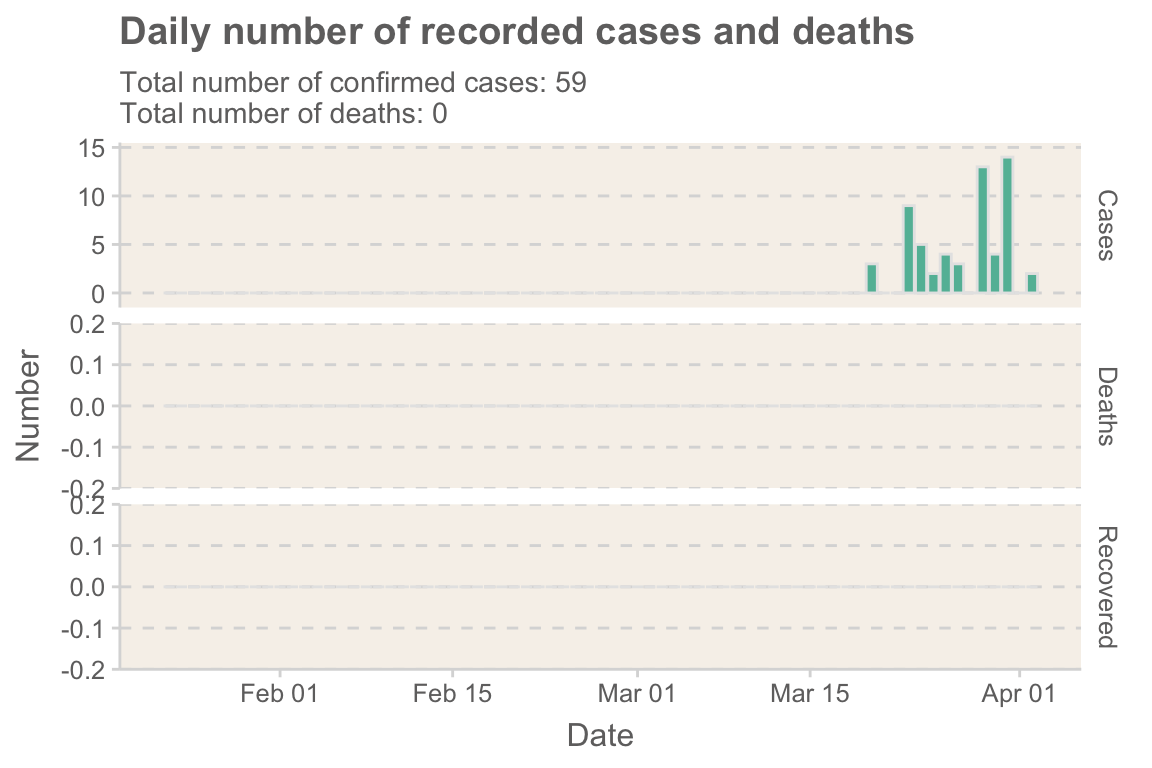 Daily number of recorded cases and deaths
Total number of confirmed cases: 59
Total number of deaths: 0
15
10
5
0
Cases
0.2
0.1
0.0
-0.1
-0.2
Deaths
Number
0.2
0.1
0.0
-0.1
-0.2
Recovered
Feb 01 Feb 15 Mar 01 Mar 15 Apr 01
Date